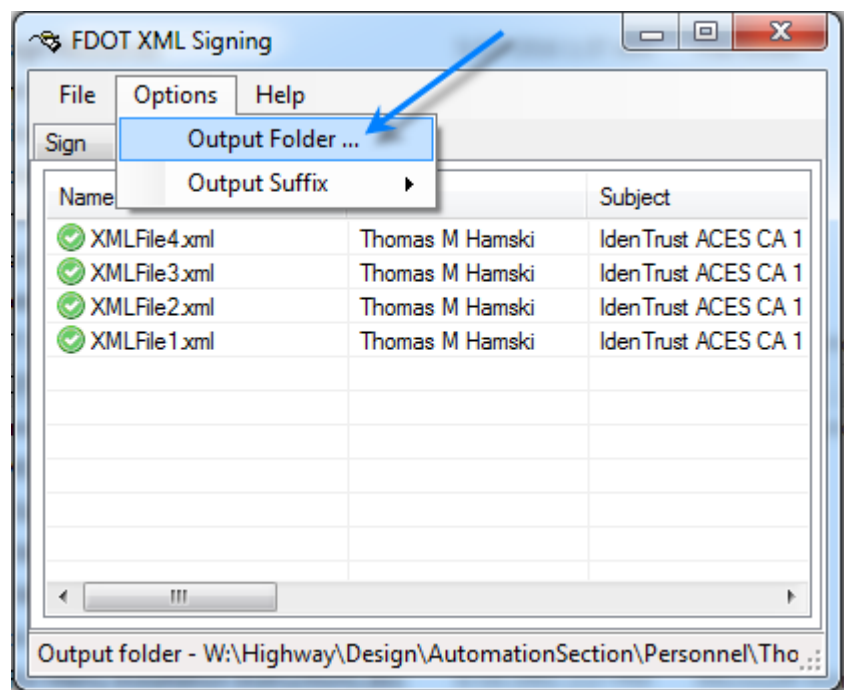 FDOT XML Signing
File Options Help
Output Folder ...
Sign
Output Suffix
Name Subject
XMLFile4.xml Thomas M Hamski IdenTrust ACES CA 1
XMLFile3.xml Thomas M Hamski IdenTrust ACES CA 1
XMLFile2.xml Thomas M Hamski IdenTrust ACES CA 1
XMLFile1.xml Thomas M Hamski IdenTrust ACES CA 1
Output folder - W:\Highway\Design\AutomationSection\Personnel\Tho